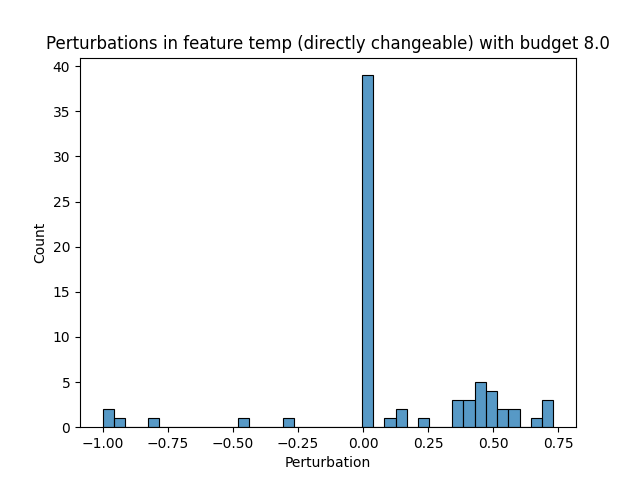 Perturbations in feature temp (directly changeable) with budget 8.0
40
35
30
25
20
15
10
5
0
Count
−1.00 −0.75 −0.50 −0.25 0.00 0.25 0.50 0.75
Perturbation